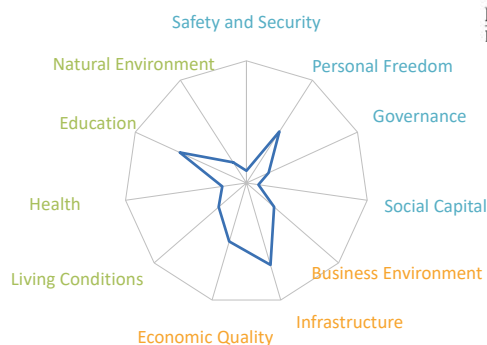 Safety and Security
Natural Environment
Personal Freedom
Education
Governance
Health
Social Capital
Living Conditions
Business Environment
Economic Quality
Infrastructure